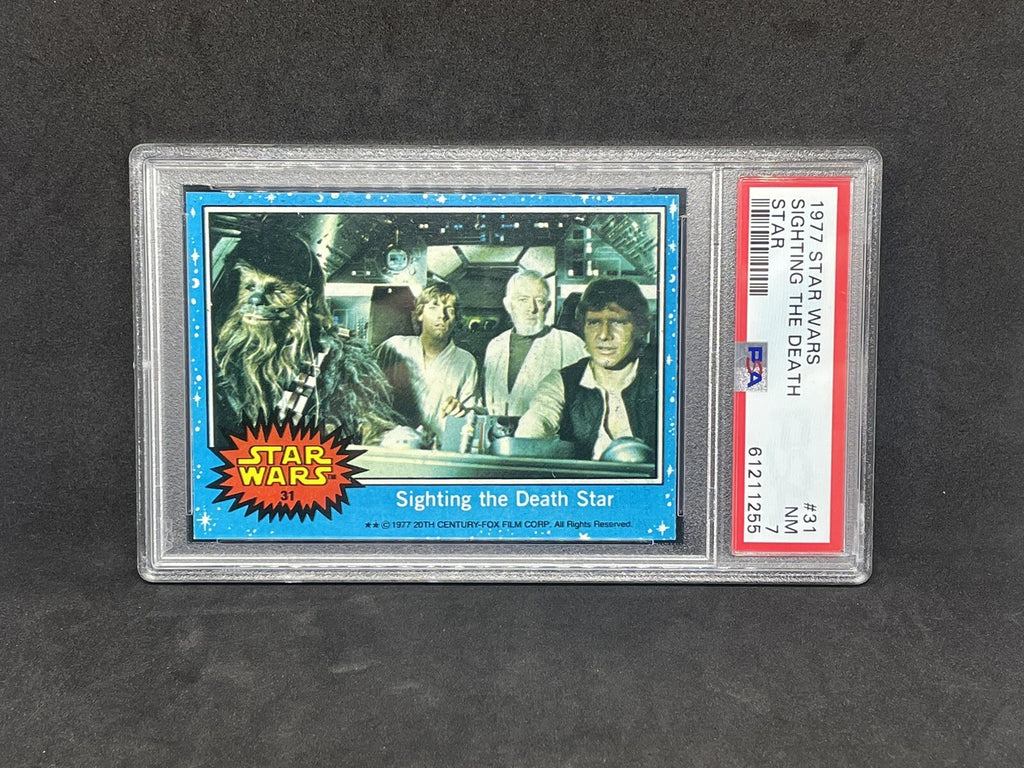 STAR
WARS™
31
Sighting the Death Star
★★ © 1977 20TH CENTURY-FOX FILM CORP. All Rights Reserved.
1977 STAR WARS
SIGHTING THE DEATH
STAR
PSA
#31
NM
7
61211255